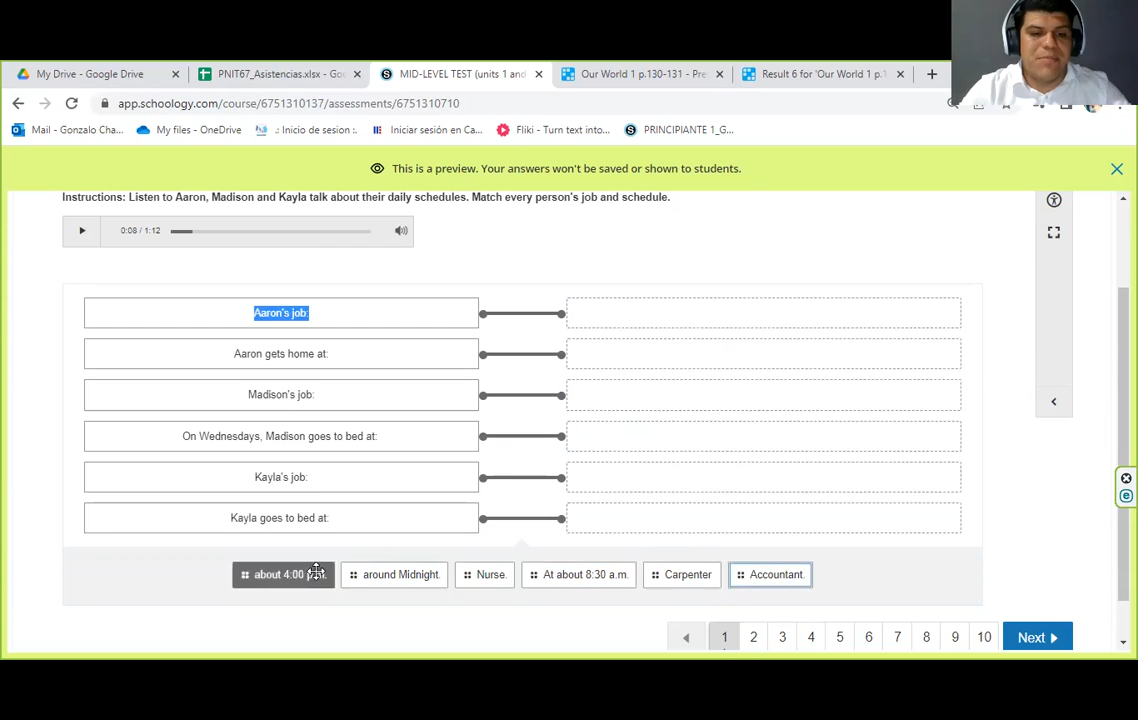 My Drive - Google Drive
PNIT67_Asistencias.xlsx - Go
MID-LEVEL TEST (units 1 and
Our World 1 p.130-131 - Pre
Result 6 for 'Our World 1 p.1
app.schoology.com/course/6751310137/assessments/6751310710
Mail - Gonzalo Cha...
My files - OneDrive
.: Inicio de sesion :.
Iniciar sesión en Ca...
Fliki - Turn text into...
PRINCIPIANTE 1_G...
This is a preview. Your answers won't be saved or shown to students.
Instructions: Listen to Aaron, Madison and Kayla talk about their daily schedules. Match every person's job and schedule.
0:08 / 1:12
Aaron's job:
Aaron gets home at:
Madison's job:
On Wednesdays, Madison goes to bed at:
Kayla's job:
Kayla goes to bed at:
about 4:00
around Midnight.
Nurse.
At about 8:30 a.m.
Carpenter
Accountant.
1 2 3 4 5 6 7 8 9 10 Next